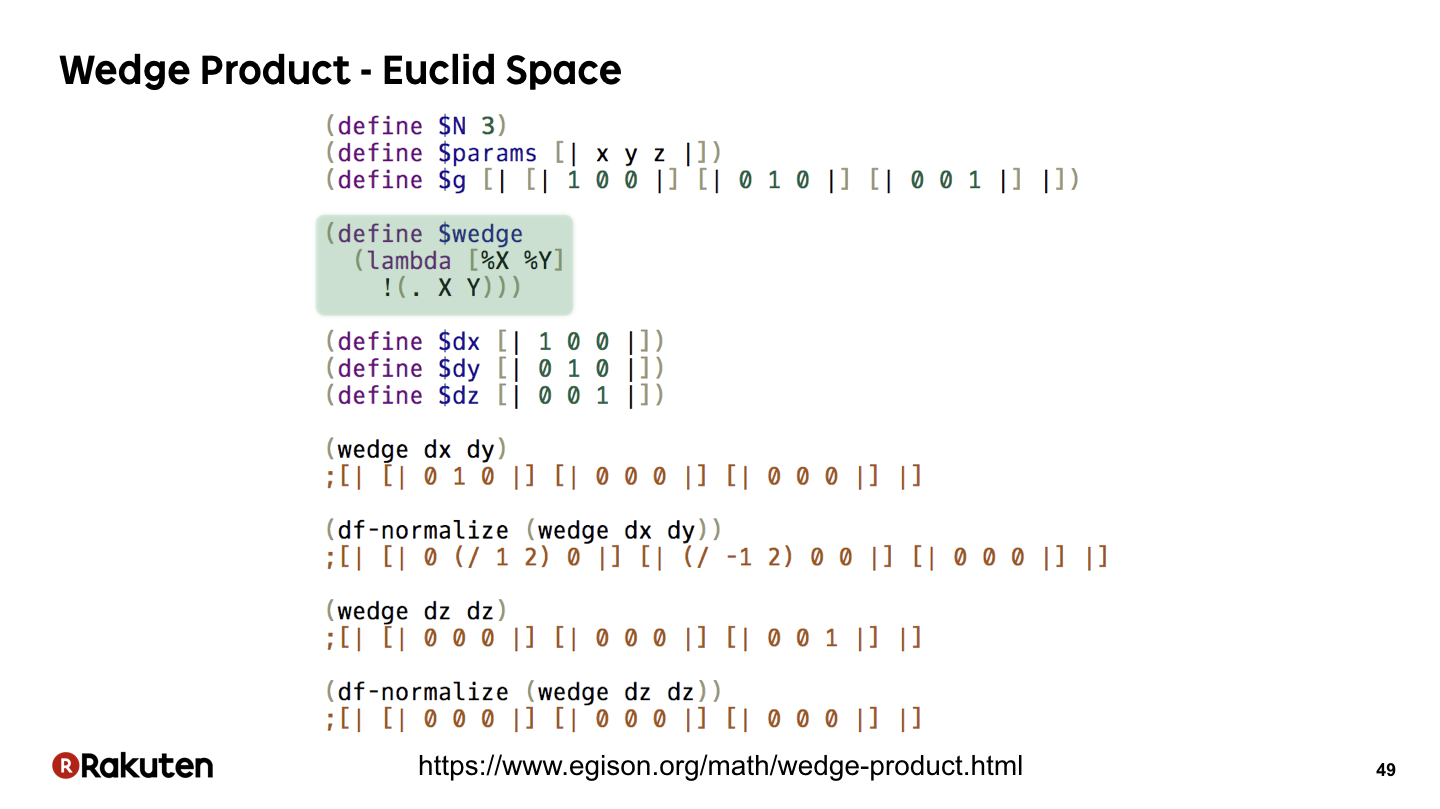 Wedge Product - Euclid Space
(define $N 3)
(define $params [| x y z |])
(define $g [| [| 1 0 0 |] [| 0 1 0 |] [| 0 0 1 |] |])
(define $wedge
(lambda [%X %Y]
!(. X Y)))
(define $dx [| 1 0 0 |])
(define $dy [| 0 1 0 |])
(define $dz [| 0 0 1 |])
(wedge dx dy)
;[| [| 0 1 0 |] [| 0 0 0 |] [| 0 0 0 |] |]
(df-normalize (wedge dx dy))
;[| [| 0 (/ 1 2) 0 |] [| (/ -1 2) 0 0 |] [| 0 0 0 |] |]
(wedge dz dz)
;[| [| 0 0 0 |] [| 0 0 0 |] [| 0 0 1 |] |]
(df-normalize (wedge dz dz))
;[| [| 0 0 0 |] [| 0 0 0 |] [| 0 0 0 |] |]
R Rakuten
https://www.egison.org/math/wedge-product.html
49